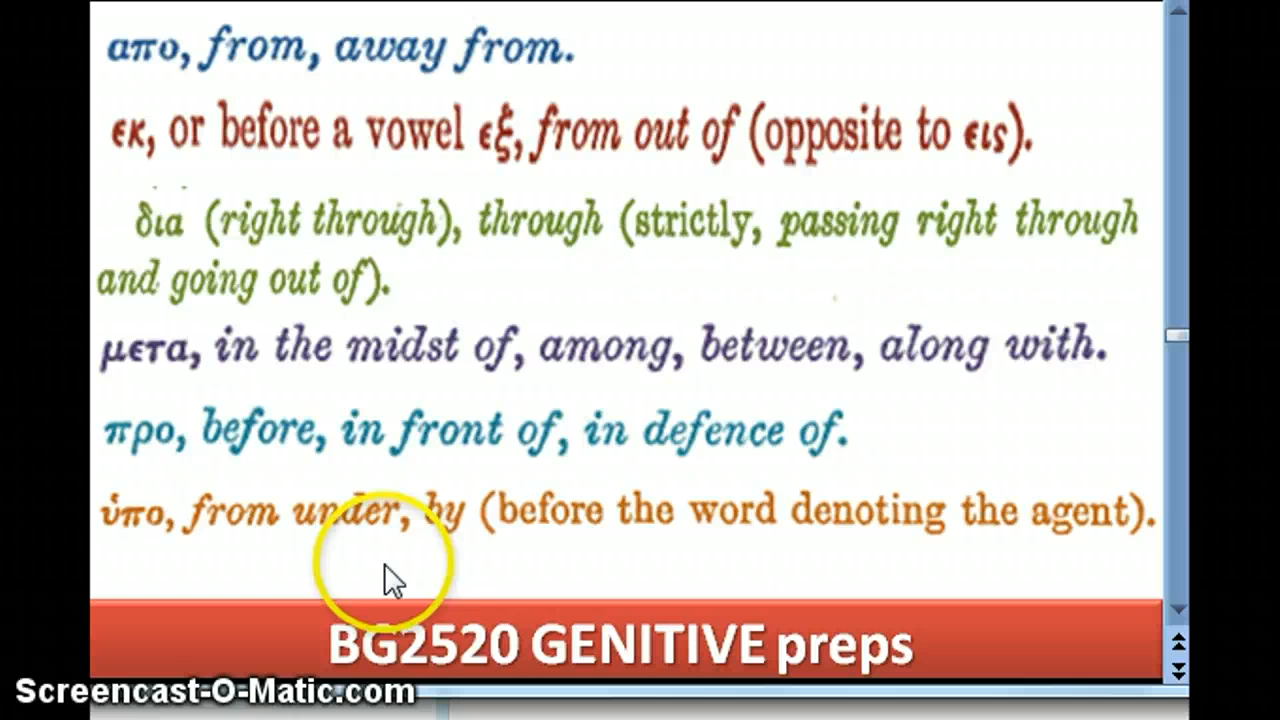 απο, from, away from.
εκ, or before a vowel εξ, from out of (opposite to εις).
δια (right through), through (strictly, passing right through
and going out of).
μετα, in the midst of, among, between, along with.
προ, before, in front of, in defence of.
ὑπο, from under, by (before the word denoting the agent).
BG2520 GENITIVE preps
Screencast-O-Matic.com